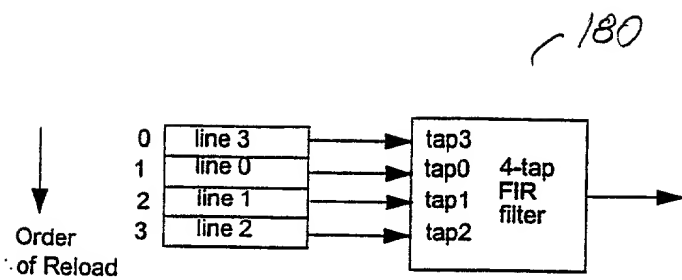 180
0 line 3 tap3
1 line 0 tap0 4-tap
2 line 1 tap1 FIR
3 line 2 tap2 filter
Order
of Reload